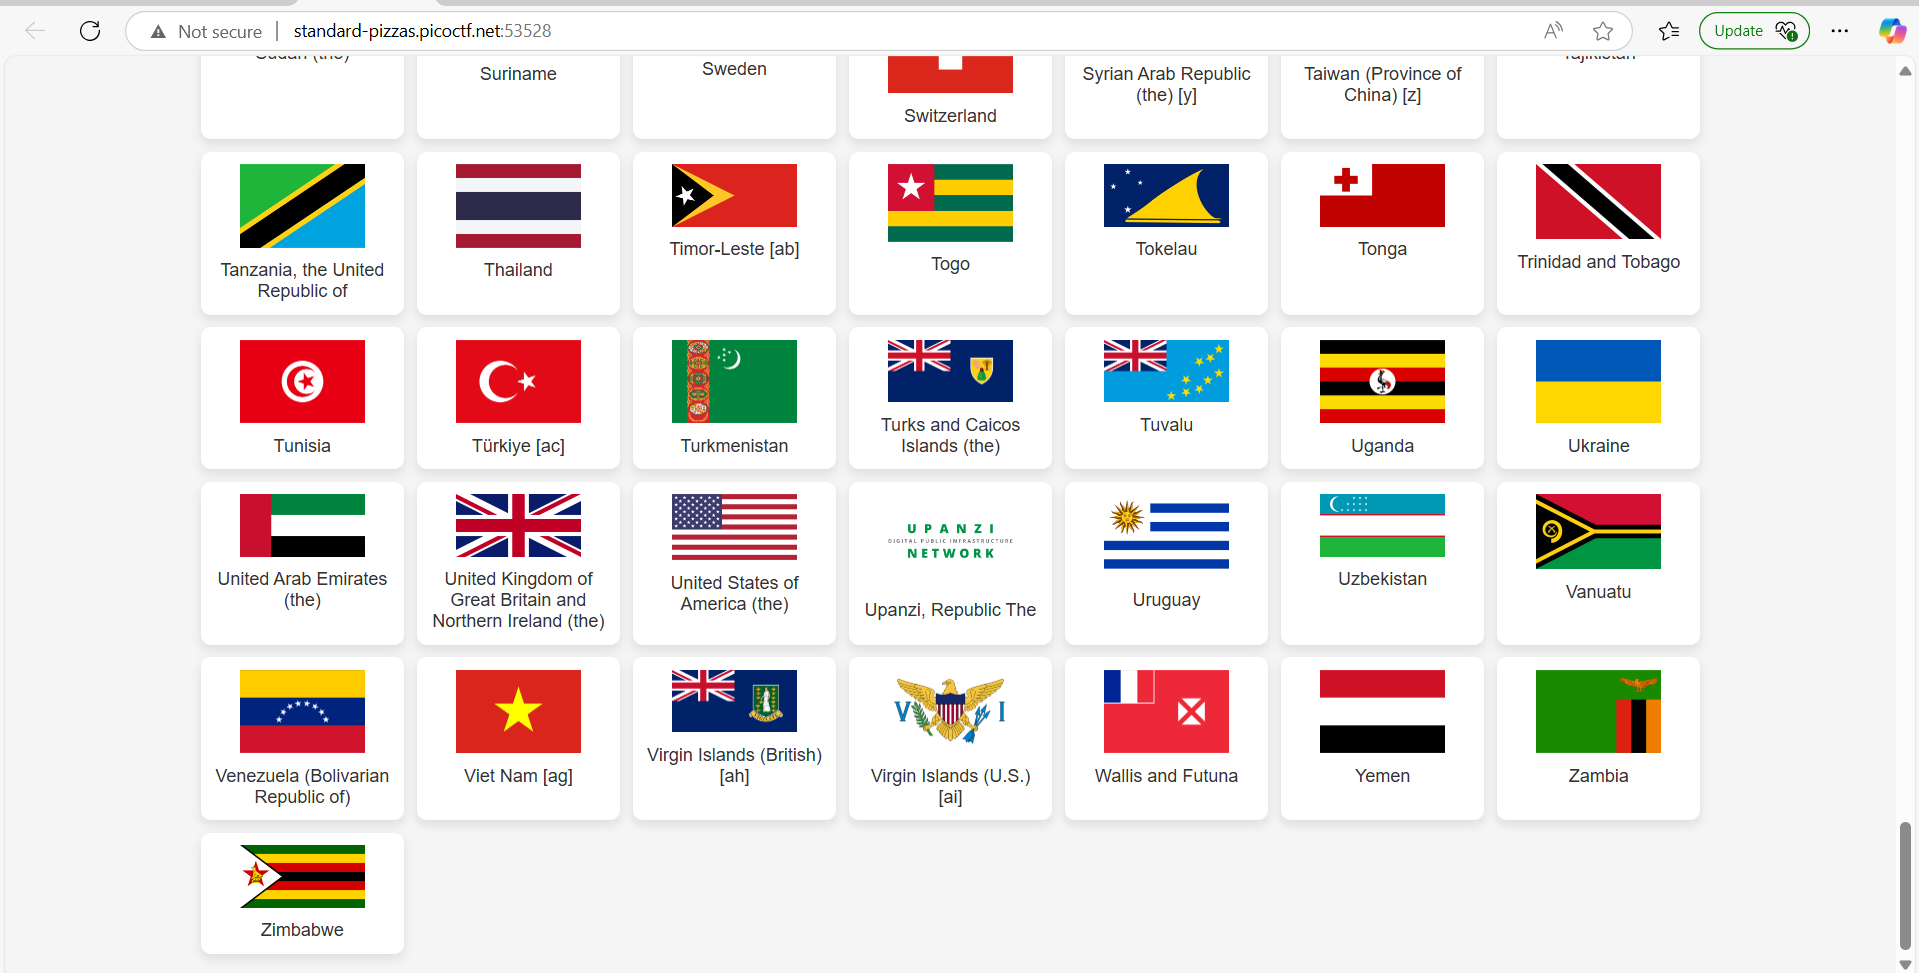 Not secure
standard-pizzas.picoctf.net:53528
Update
Sudan (the)
Suriname
Sweden
Switzerland
Syrian Arab Republic
(the) [y]
Taiwan (Province of
China) [z]
Tajikistan
Tanzania, the United
Republic of
Thailand
Timor-Leste [ab]
Togo
Tokelau
Tonga
Trinidad and Tobago
Tunisia
Türkiye [ac]
Turkmenistan
Turks and Caicos
Islands (the)
Tuvalu
Uganda
Ukraine
United Arab Emirates
(the)
United Kingdom of
Great Britain and
Northern Ireland (the)
United States of
America (the)
UPANZI
DIGITAL PUBLIC INFRASTRUCTURE
NETWORK
Upanzi, Republic The
Uruguay
Uzbekistan
Vanuatu
Venezuela (Bolivarian
Republic of)
Viet Nam [ag]
Virgin Islands (British)
[ah]
V I
Virgin Islands (U.S.)
[ai]
Wallis and Futuna
Yemen
Zambia
Zimbabwe